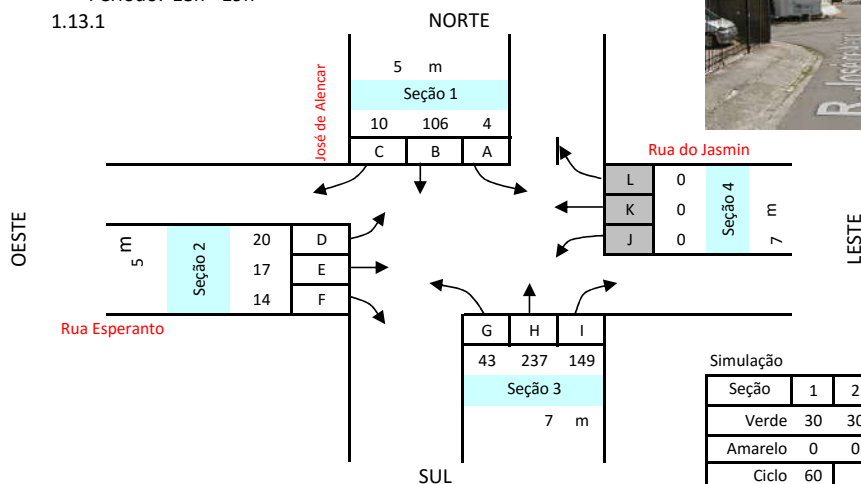 1.13.1
NORTE
5 m
Seção 1
10 106 4
C B A
José de Alencar
Rua do Jasmin
L 0
K 0
J 0
Seção 4
7 m
LESTE
OESTE
5 m
Seção 2
20 D
17 E
14 F
Rua Esperanto
G H I
43 237 149
Seção 3
7 m
SUL
Simulação
Seção 1 2
Verde 30 30
Amarelo 0 0
Ciclo 60